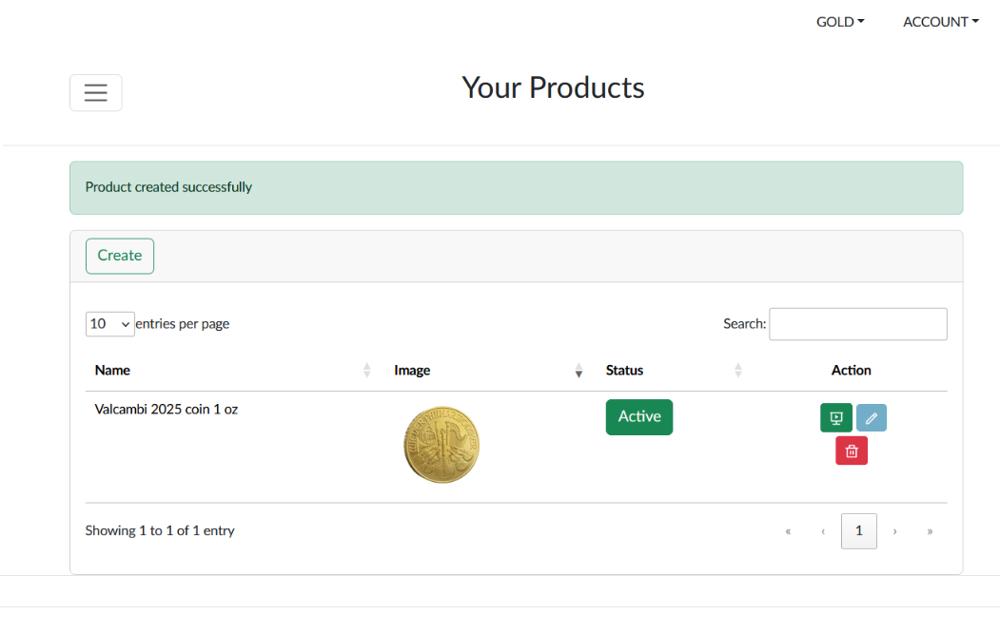 GOLD ACCOUNT
Your Products
Product created successfully
Create
10 entries per page Search:
Name Image Status Action
Valcambi 2025 coin 1 oz Active
Showing 1 to 1 of 1 entry « ‹ 1 › »